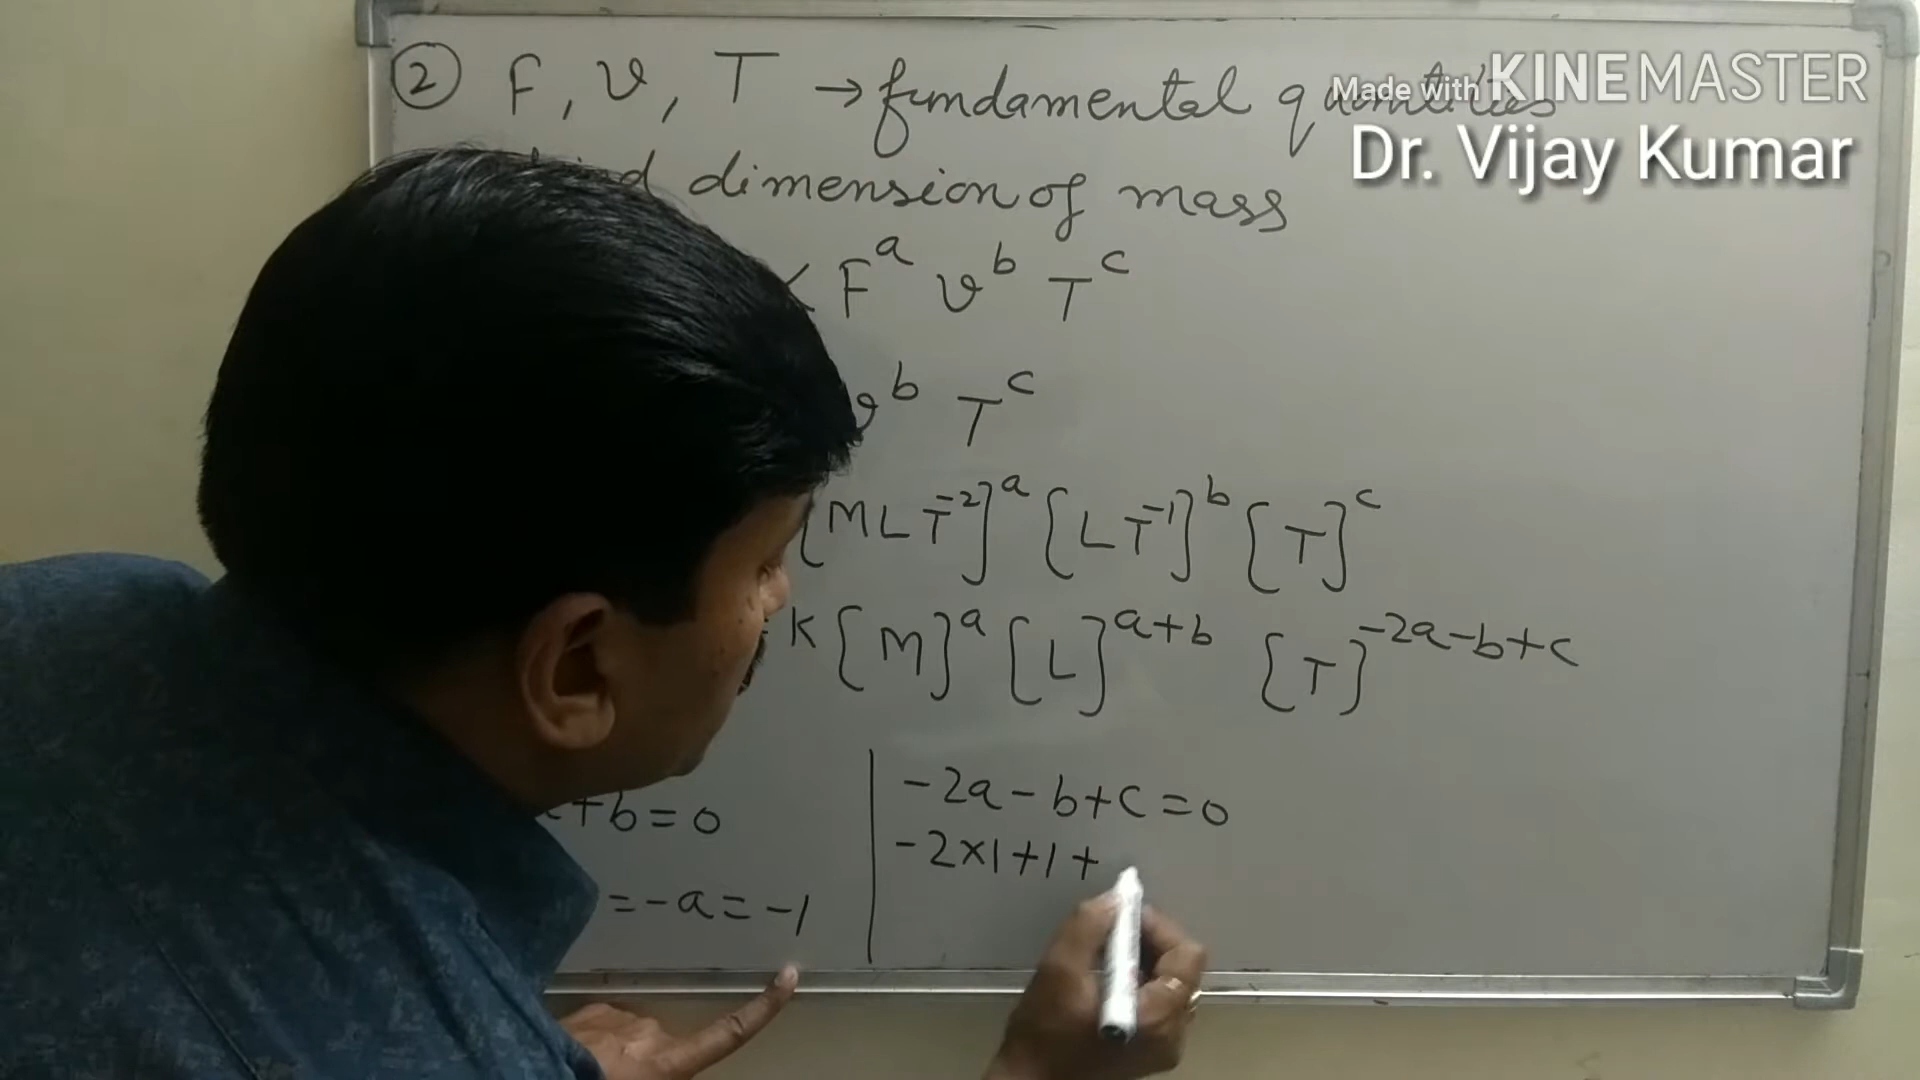 ② F, v, T → fundamental quantities
Made with KINEMASTER
Dr. Vijay Kumar
dimension of mass
F^a v^b T^c
v^b T^c
[MLT^-2]^a [LT^-1]^b [T]^c
K [M]^a [L]^a+b [T]^-2a-b+c
+b=0
=-a=-1
-2a-b+c=0
-2×1+1+